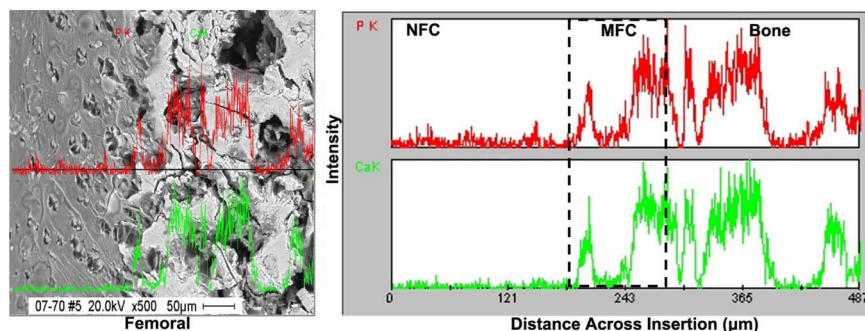 P K CaK
07-70 #5 20.0kV x500 50µm
Femoral
Intensity
P K
NFC MFC Bone
CaK
0 121 243 365 487
Distance Across Insertion (µm)